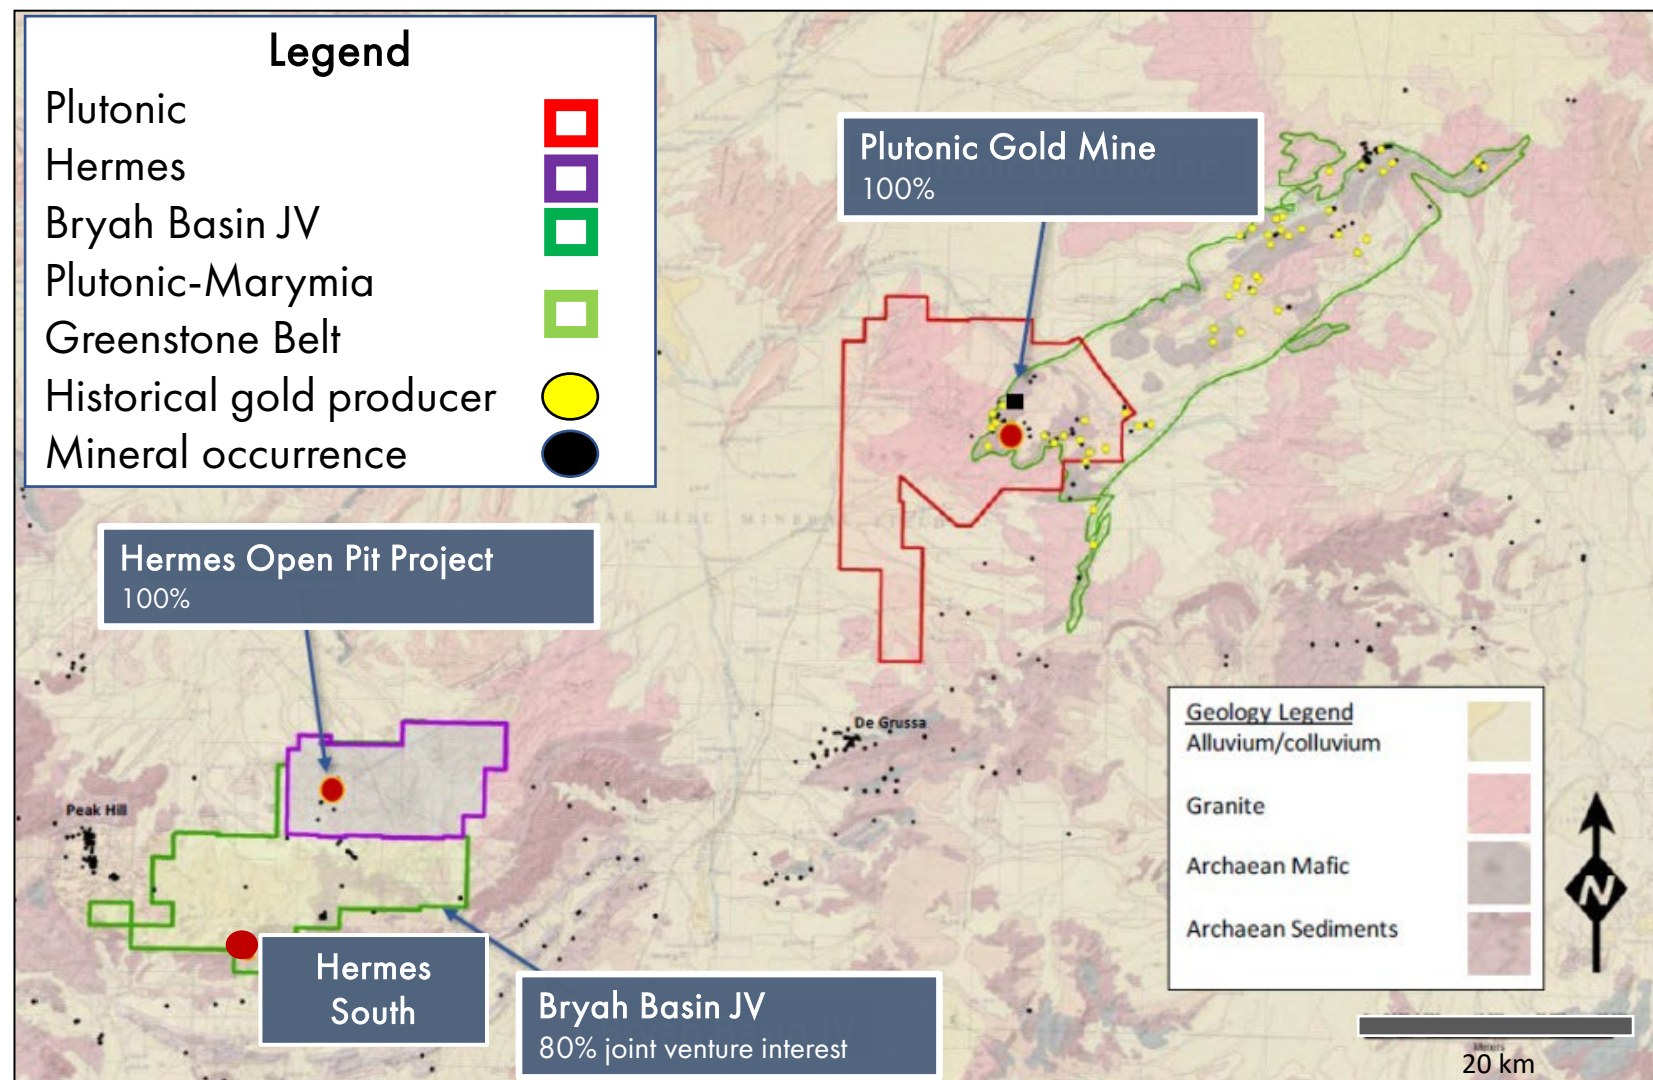 Legend
Plutonic
Hermes
Bryah Basin JV
Plutonic-Marymia
Greenstone Belt
Historical gold producer
Mineral occurrence
Plutonic Gold Mine
100%
Hermes Open Pit Project
100%
MINERAL
De Grussa
Peak Hill
Geology Legend
Alluvium/colluvium
Granite
Archaean Mafic
Archaean Sediments
N
Hermes
South
Bryah Basin JV
80% joint venture interest
20 km